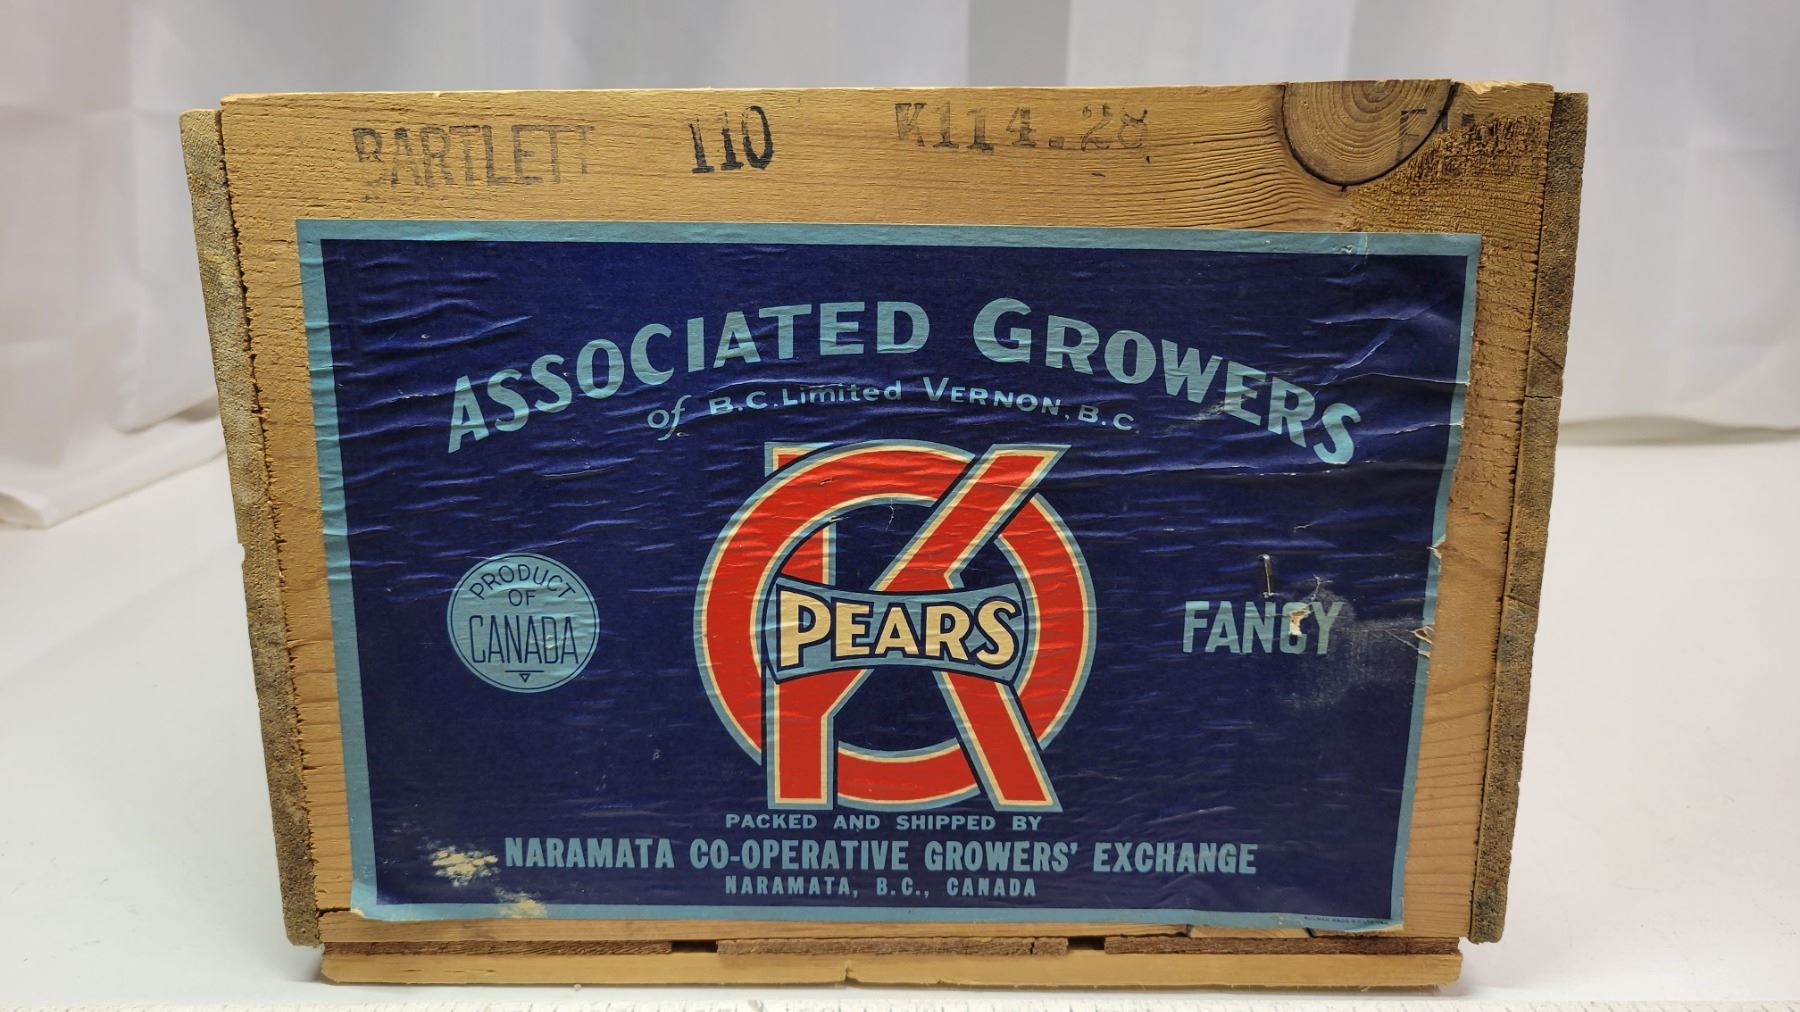 BARTLETT 110 K114.28
ASSOCIATED GROWERS
of B.C. Limited VERNON, B.C.
OK
PEARS
PRODUCT
OF
CANADA
FANCY
PACKED AND SHIPPED BY
NARAMATA CO-OPERATIVE GROWERS' EXCHANGE
NARAMATA, B.C., CANADA